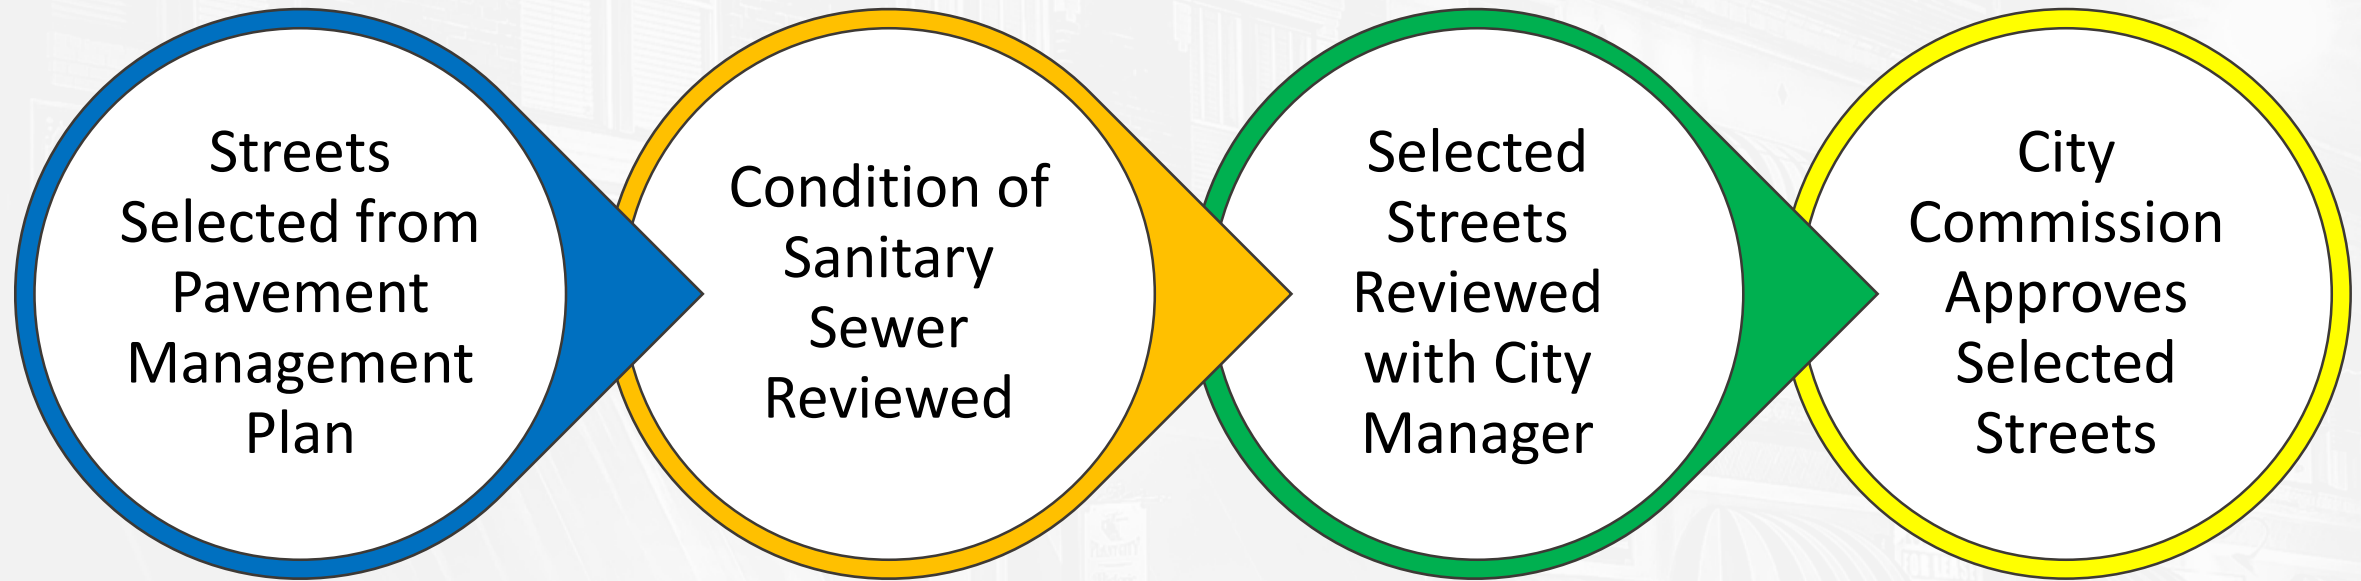 Streets
Selected from
Pavement
Management
Plan
Condition of
Sanitary
Sewer
Reviewed
Selected
Streets
Reviewed
with City
Manager
City
Commission
Approves
Selected
Streets